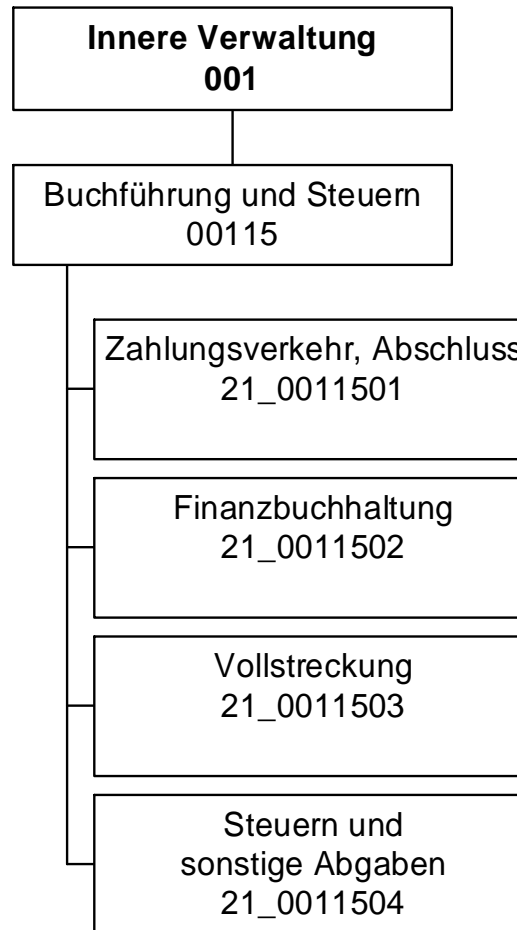 Innere Verwaltung
001
Buchführung und Steuern
00115
Zahlungsverkehr, Abschluss
21_0011501
Finanzbuchhaltung
21_0011502
Vollstreckung
21_0011503
Steuern und
sonstige Abgaben
21_0011504